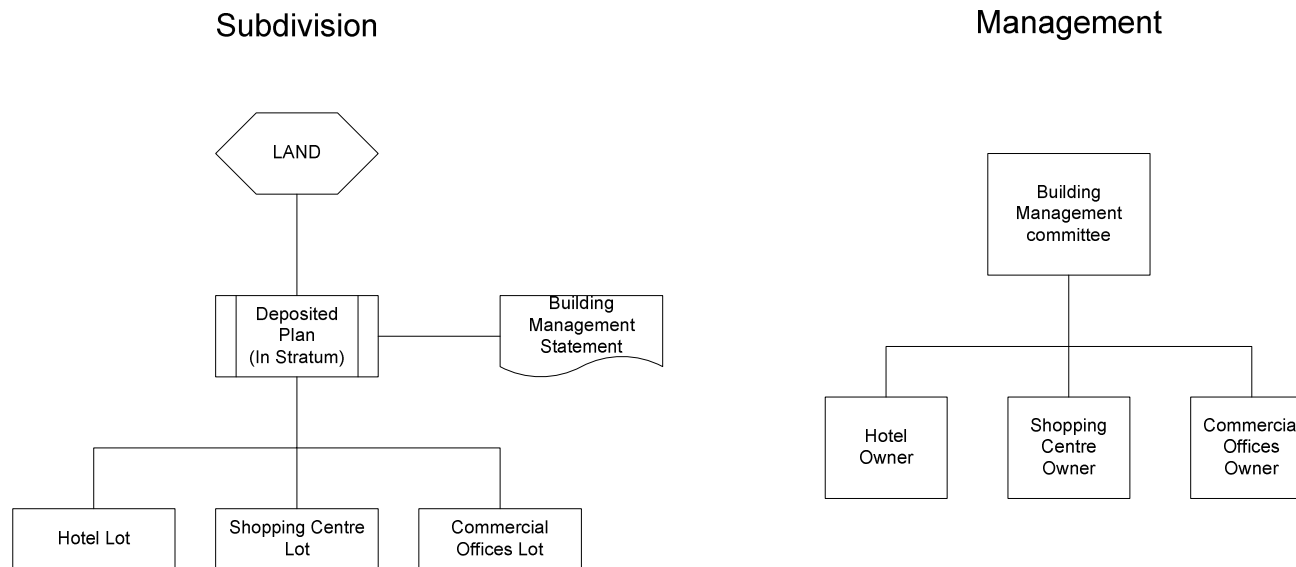 Subdivision
Management
LAND
Building
Management
committee
Deposited
Plan
(In Stratum)
Building
Management
Statement
Hotel
Owner
Shopping
Centre
Owner
Commercia
Offices
Owner
Hotel Lot
Shopping Centre
Lot
Commercial
Offices Lot